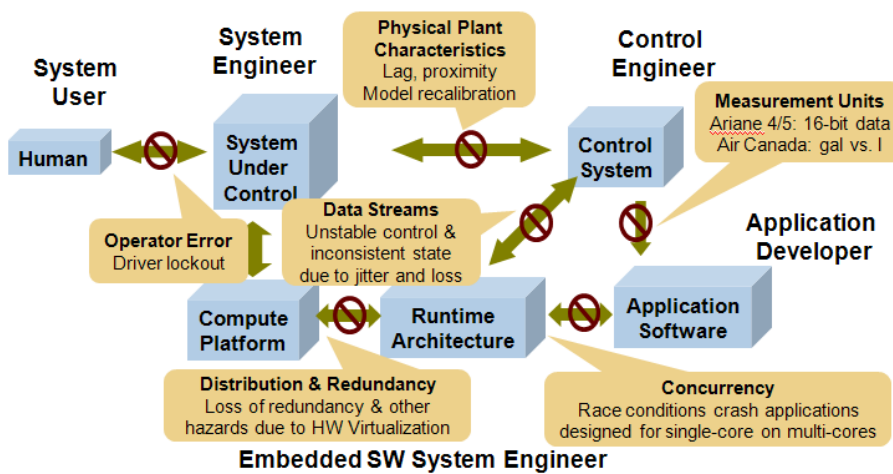 System
User
System
Engineer
Physical Plant
Characteristics
Lag, proximity
Model recalibration
Control
Engineer
Measurement Units
Ariane 4/5: 16-bit data
Air Canada: gal vs. l
Human
System
Under
Control
Control
System
Operator Error
Driver lockout
Data Streams
Unstable control &
inconsistent state
due to jitter and loss
Application
Developer
Compute
Platform
Runtime
Architecture
Application
Software
Distribution & Redundancy
Loss of redundancy & other
hazards due to HW Virtualization
Concurrency
Race conditions crash applications
designed for single-core on multi-cores
Embedded SW System Engineer